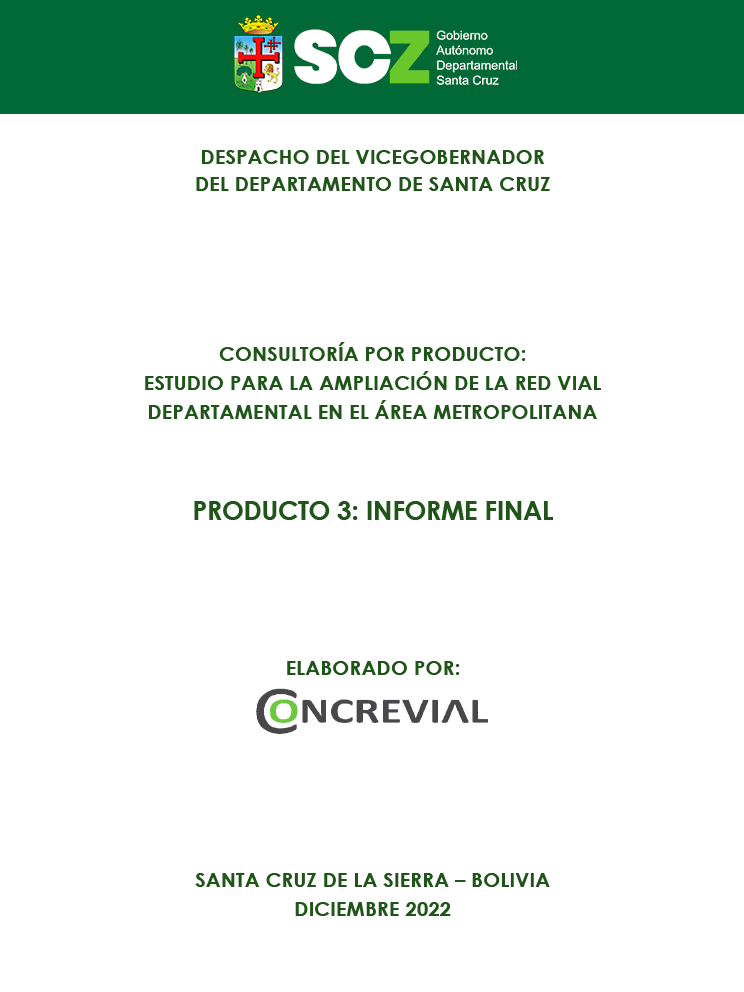 SCZ
Gobierno
Autónomo
Departamental
Santa Cruz
DESPACHO DEL VICEGOBERNADOR
DEL DEPARTAMENTO DE SANTA CRUZ
CONSULTORÍA POR PRODUCTO:
ESTUDIO PARA LA AMPLIACIÓN DE LA RED VIAL
DEPARTAMENTAL EN EL ÁREA METROPOLITANA
PRODUCTO 3: INFORME FINAL
ELABORADO POR:
CONCREVIAL
SANTA CRUZ DE LA SIERRA – BOLIVIA
DICIEMBRE 2022